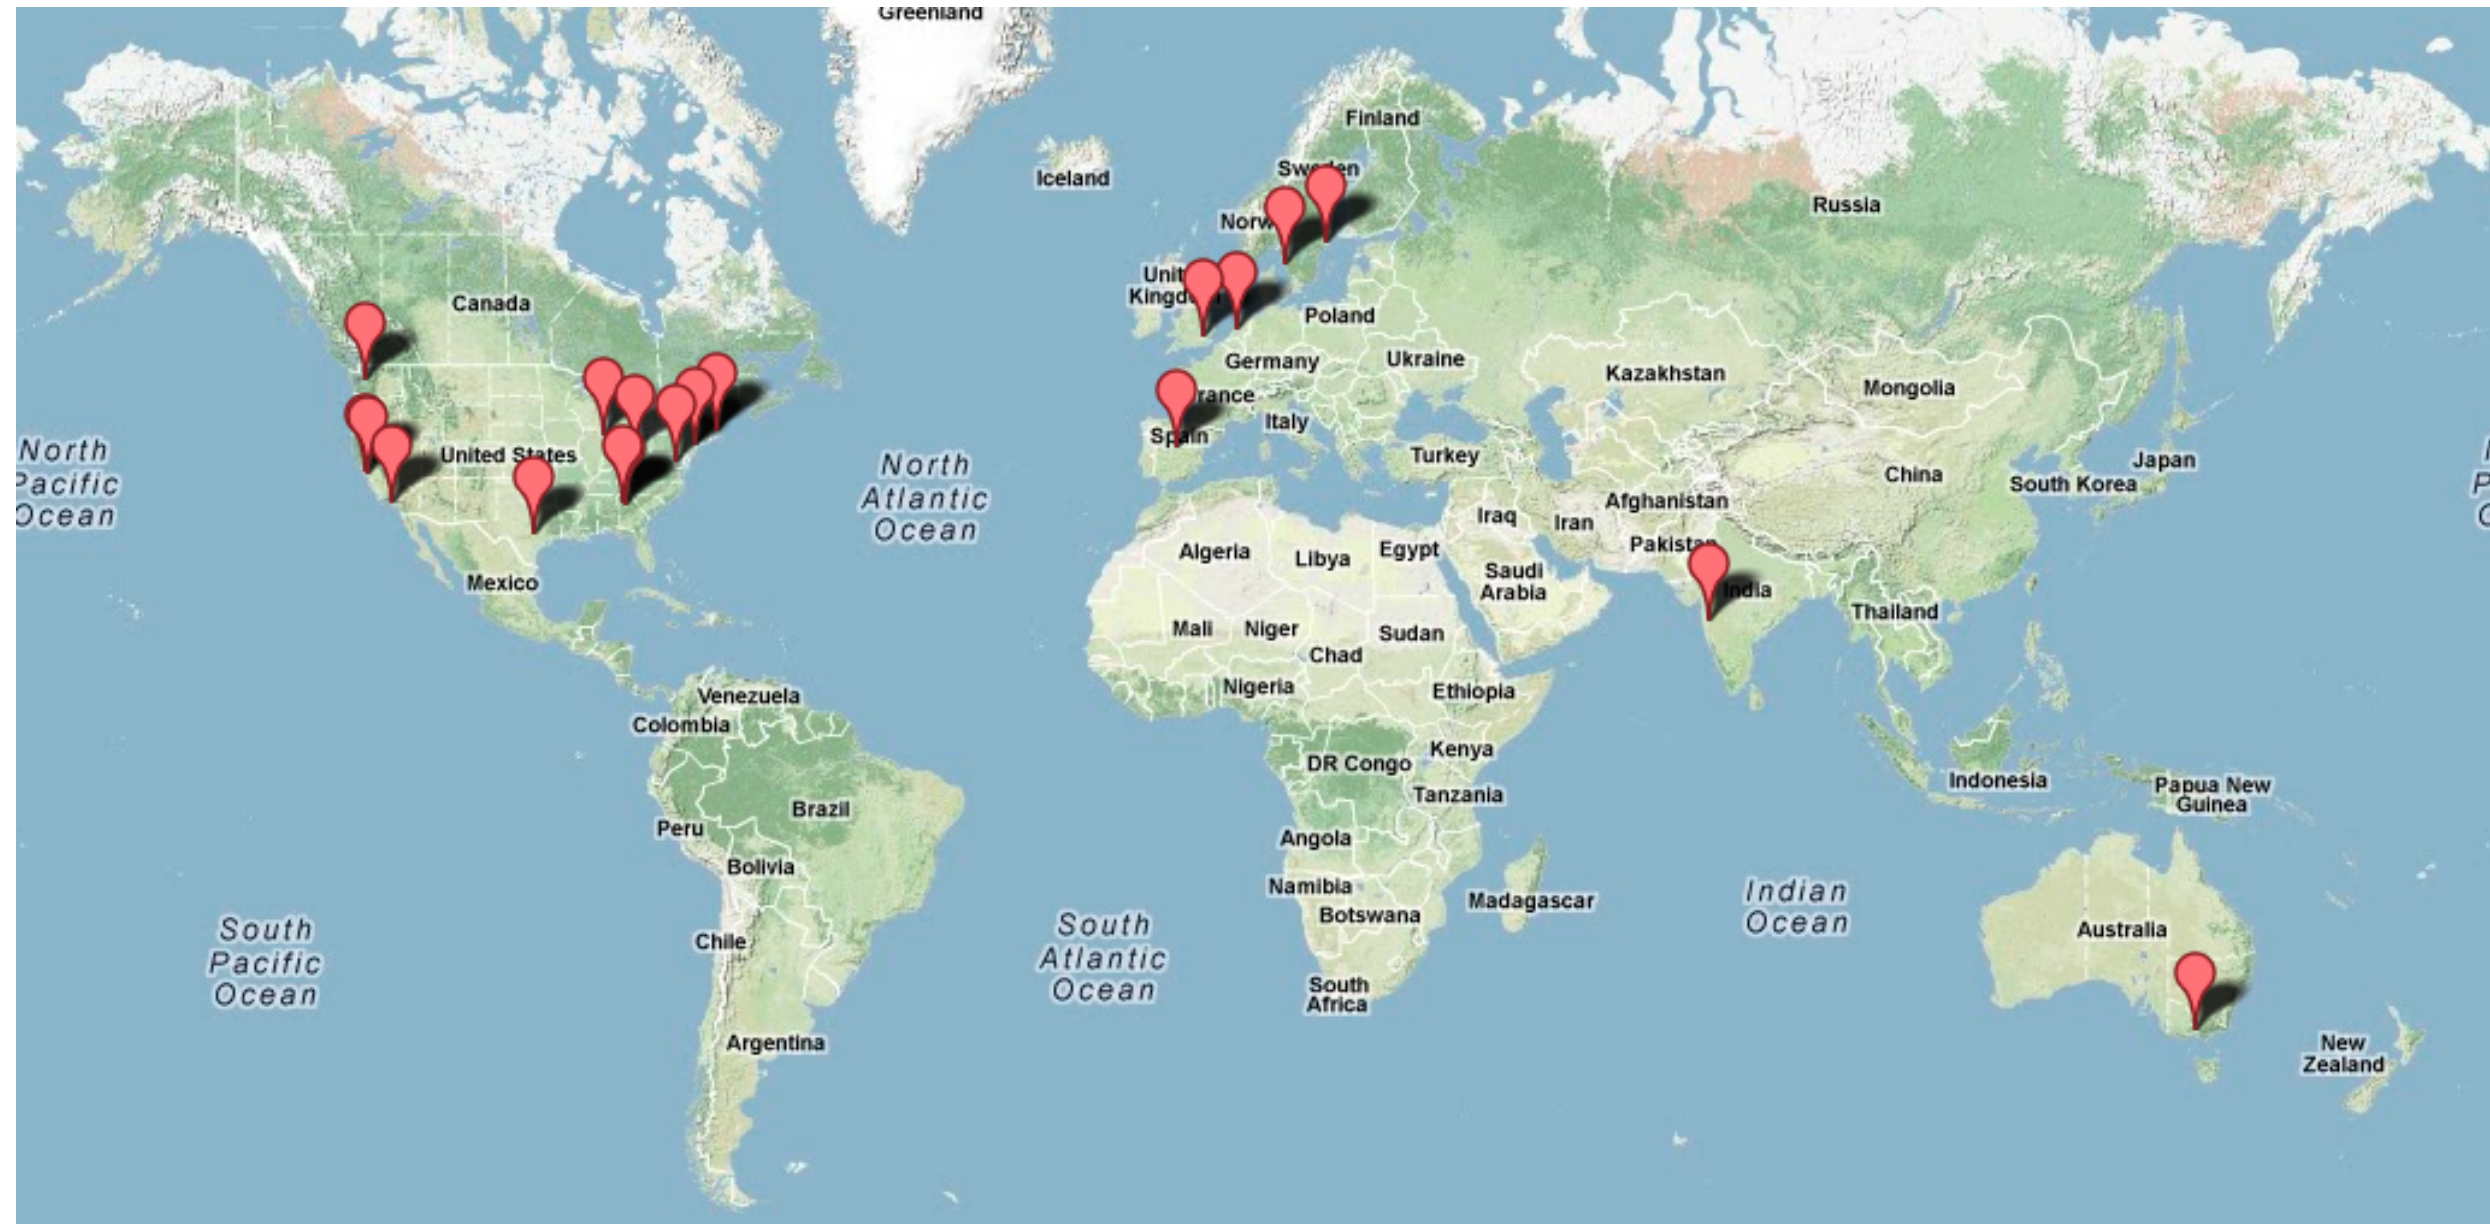 Greenland
Finland
Sweden
Iceland
Russia
Norw
Unit
Kingd
Canada
Poland
Germany
Ukraine
Kazakhstan
Mongolia
rance
Italy
Spain
North
Pacific
Ocean
United States
North
Atlantic
Ocean
Turkey
China
Japan
South Korea
Afghanistan
Iraq
Iran
Pakistan
Algeria
Libya
Egypt
Saudi
Arabia
India
Mexico
Thailand
Mali
Niger
Sudan
Chad
Nigeria
Ethiopia
Venezuela
Colombia
Kenya
DR Congo
Indonesia
Papua New
Guinea
Tanzania
Brazil
Peru
Angola
Bolivia
Namibia
Botswana
Madagascar
Indian
Ocean
Australia
South
Pacific
Ocean
Chile
South
Atlantic
Ocean
South
Africa
Argentina
New
Zealand